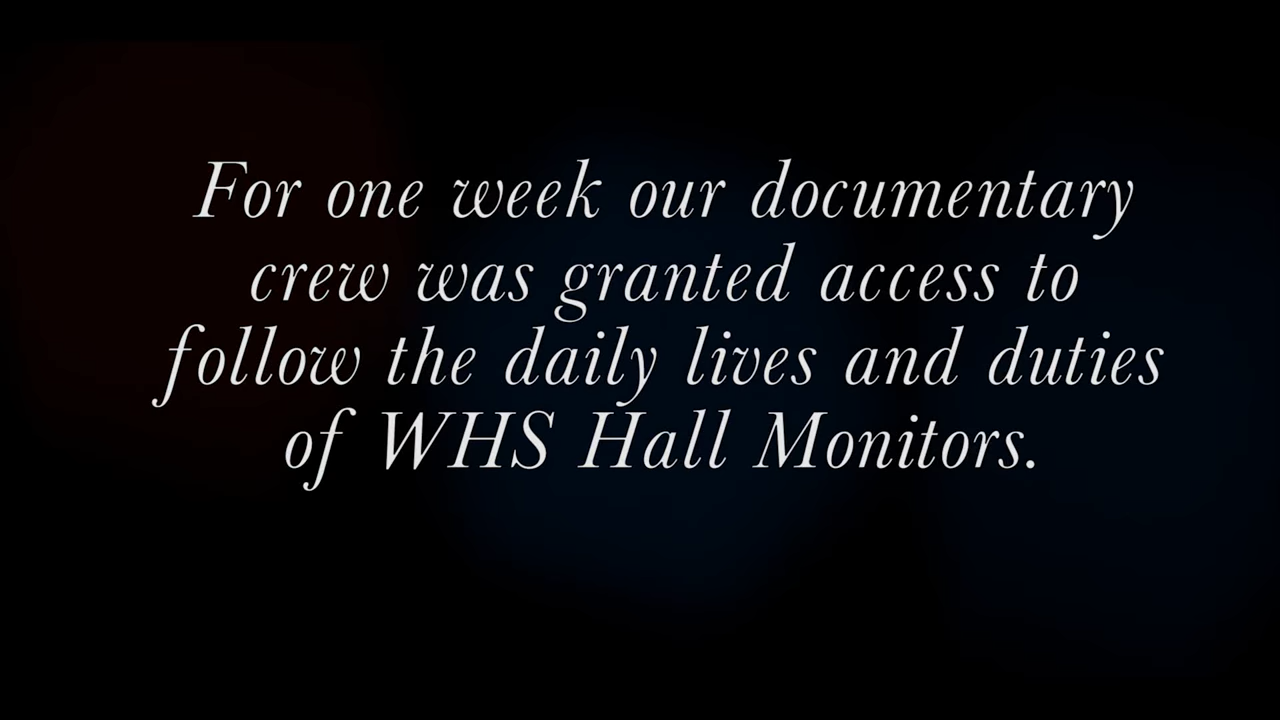 For one week our documentary
crew was granted access to
follow the daily lives and duties
of WHS Hall Monitors.